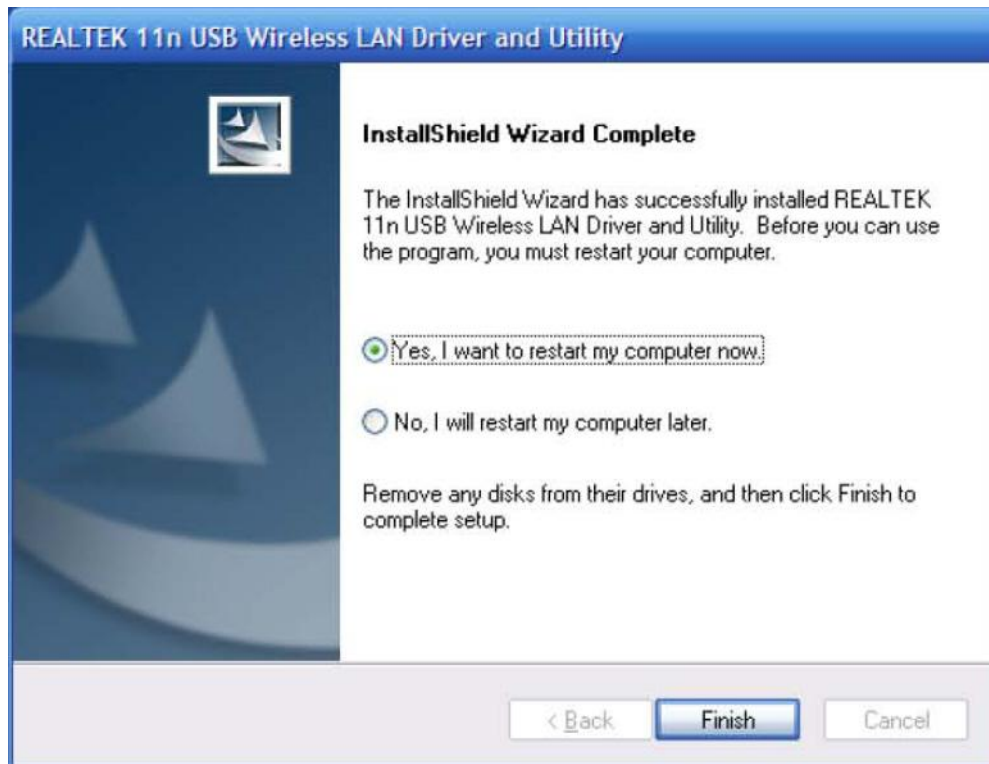 REALTEK 11n USB Wireless LAN Driver and Utility
InstallShield Wizard Complete
The InstallShield Wizard has successfully installed REALTEK
11n USB Wireless LAN Driver and Utility. Before you can use
the program, you must restart your computer.
Yes, I want to restart my computer now.
No, I will restart my computer later.
Remove any disks from their drives, and then click Finish to
complete setup.
< Back
Finish
Cancel